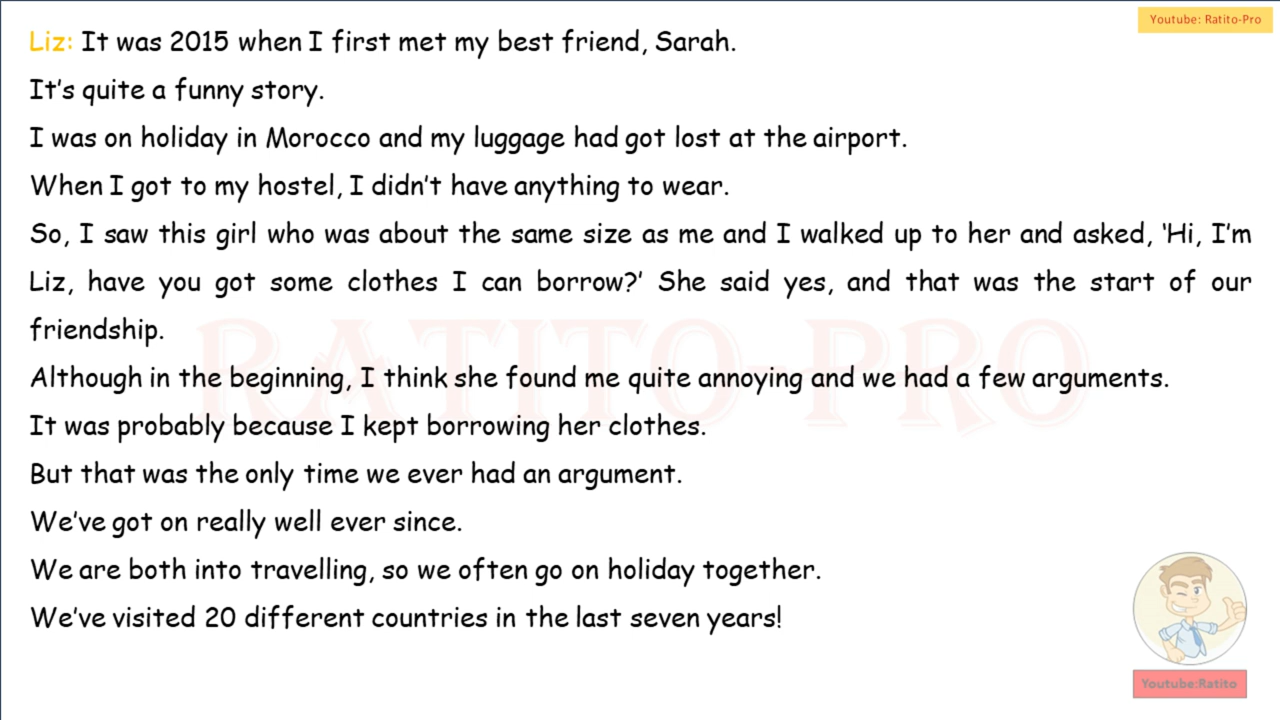 Youtube: Ratito-Pro
Liz: It was 2015 when I first met my best friend, Sarah.
It's quite a funny story.
I was on holiday in Morocco and my luggage had got lost at the airport.
When I got to my hostel, I didn't have anything to wear.
So, I saw this girl who was about the same size as me and I walked up to her and asked, 'Hi, I'm
Liz, have you got some clothes I can borrow?' She said yes, and that was the start of our
friendship.
RATITO-PRO
Although in the beginning, I think she found me quite annoying and we had a few arguments.
It was probably because I kept borrowing her clothes.
But that was the only time we ever had an argument.
We've got on really well ever since.
We are both into travelling, so we often go on holiday together.
We've visited 20 different countries in the last seven years!
Youtube:Ratito